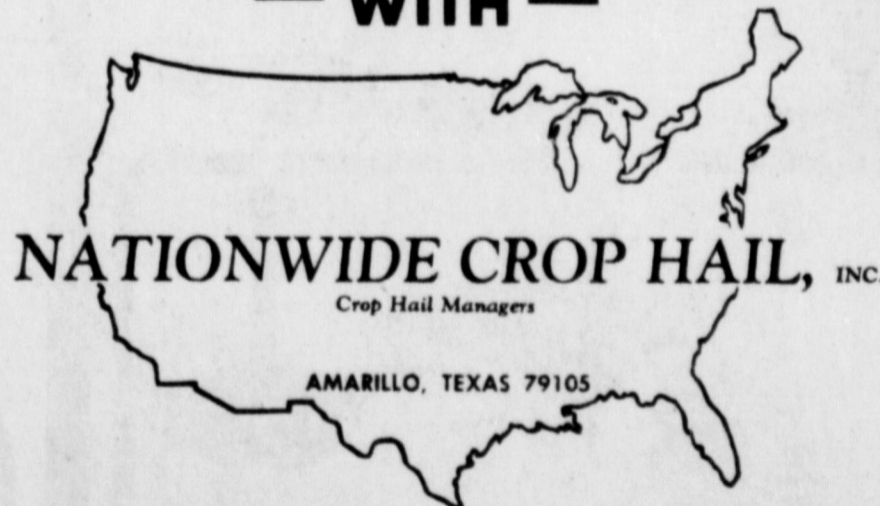 — WITH —
NATIONWIDE CROP HAIL, INC.
Crop Hail Managers
AMARILLO, TEXAS 79105